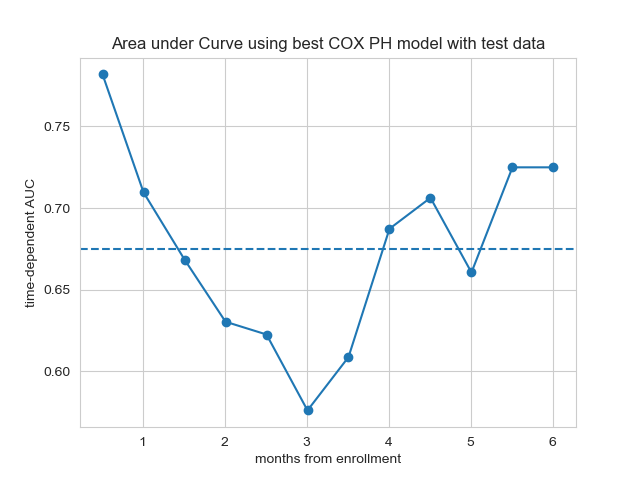 Area under Curve using best COX PH model with test data
time-dependent AUC
0.75
0.70
0.65
0.60
1 2 3 4 5 6
months from enrollment